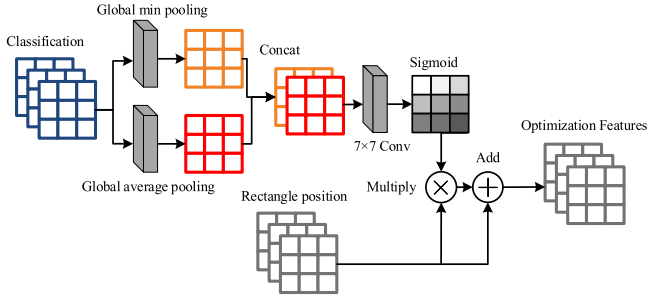 Global min pooling
Classification
Concat
Sigmoid
7×7 Conv
Optimization Features
Add
Global average pooling
Multiply
Rectangle position